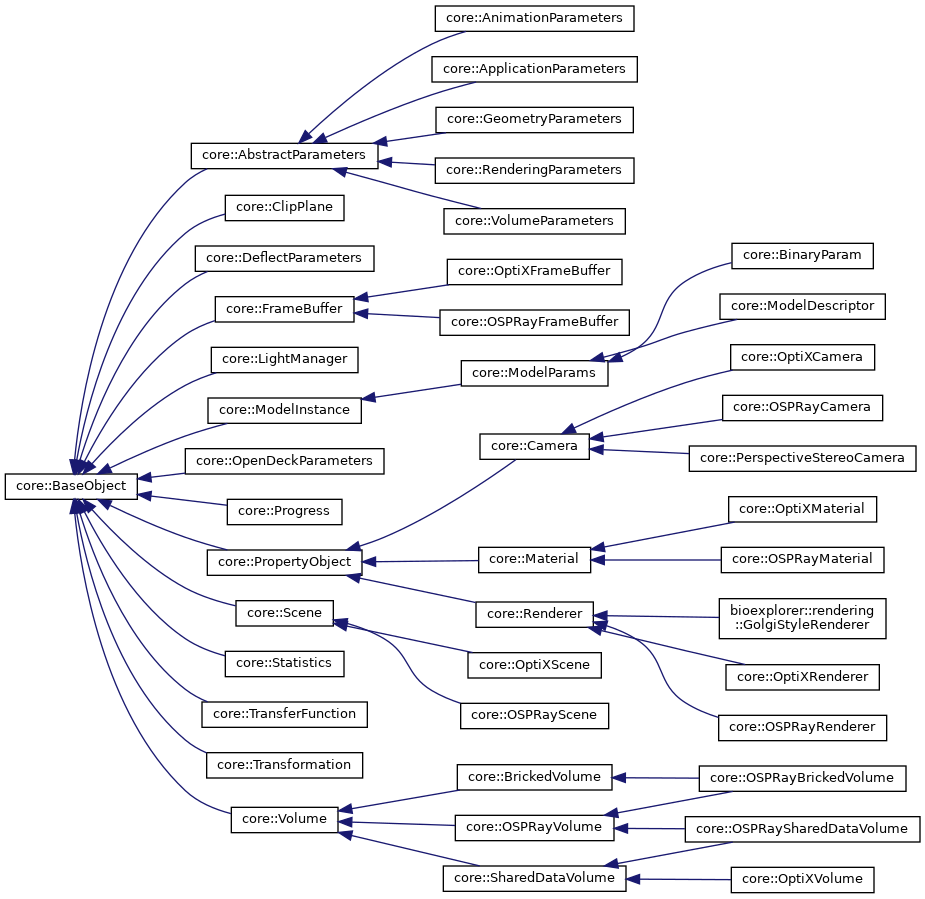 core::AnimationParameters
core::ApplicationParameters
core::GeometryParameters
core::AbstractParameters
core::RenderingParameters
core::ClipPlane
core::VolumeParameters
core::DeflectParameters
core::BinaryParam
core::OptiXFrameBuffer
core::FrameBuffer
core::ModelDescriptor
core::OSPRayFrameBuffer
core::LightManager
core::OptiXCamera
core::ModelParams
core::ModelInstance
core::OSPRayCamera
core::Camera
core::OpenDeckParameters
core::PerspectiveStereoCamera
core::BaseObject
core::Progress
core::OptiXMaterial
core::PropertyObject
core::Material
core::OSPRayMaterial
core::Scene
core::Renderer
bioexplorer::rendering
::GolgiStyleRenderer
core::Statistics
core::OptiXScene
core::OptiXRenderer
core::TransferFunction
core::OSPRayScene
core::OSPRayRenderer
core::Transformation
core::BrickedVolume
core::OSPRayBrickedVolume
core::Volume
core::OSPRayVolume
core::OSPRaySharedDataVolume
core::SharedDataVolume
core::OptiXVolume